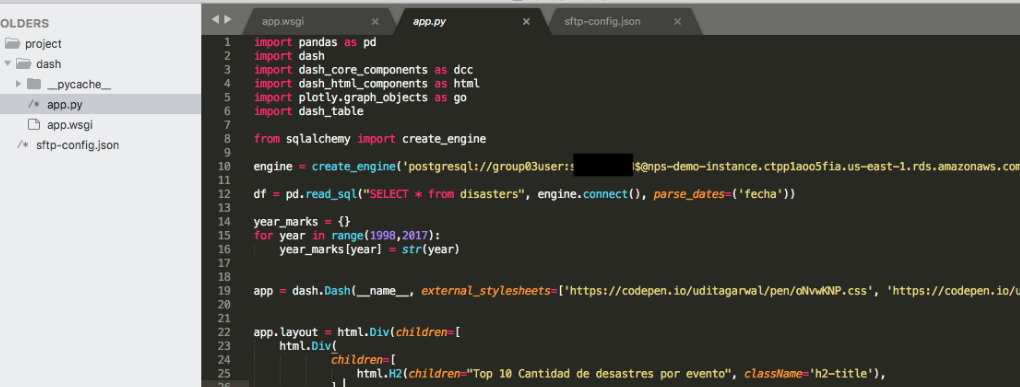 OLDERS
project
dash
__pycache__
/* app.py
app.wsgi
/* sftp-config.json
app.wsgi ×
app.py ×
sftp-config.json ×
1 import pandas as pd
2 import dash
3 import dash_core_components as dcc
4 import dash_html_components as html
5 import plotly.graph_objects as go
6 import dash_table
7
8 from sqlalchemy import create_engine
9
10 engine = create_engine('postgresql://group03user:s $@nps-demo-instance.ctpp1aoo5fia.us-east-1.rds.amazonaws.com
11
12 df = pd.read_sql("SELECT * from disasters", engine.connect(), parse_dates=('fecha'))
13
14 year_marks = {}
15 for year in range(1998,2017):
16 year_marks[year] = str(year)
17
18
19 app = dash.Dash(__name__, external_stylesheets=['https://codepen.io/uditagarwal/pen/oNvwKNP.css', 'https://codepen.io/u
20
21
22 app.layout = html.Div(children=[
23 html.Div(
24 children=[
25 html.H2(children="Top 10 Cantidad de desastres por evento", className='h2-title'),
26 ]